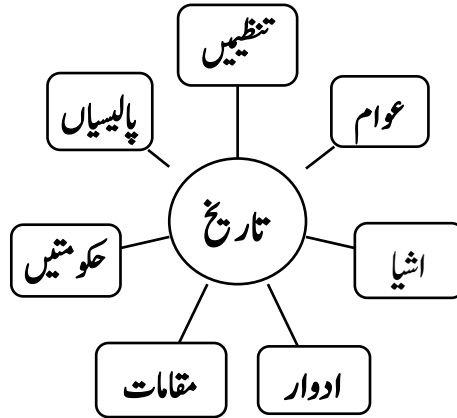 تنظیمیں
پالیسیاں
عوام
تاریخ
حکومتیں
اشیا
مقامات
ادوار